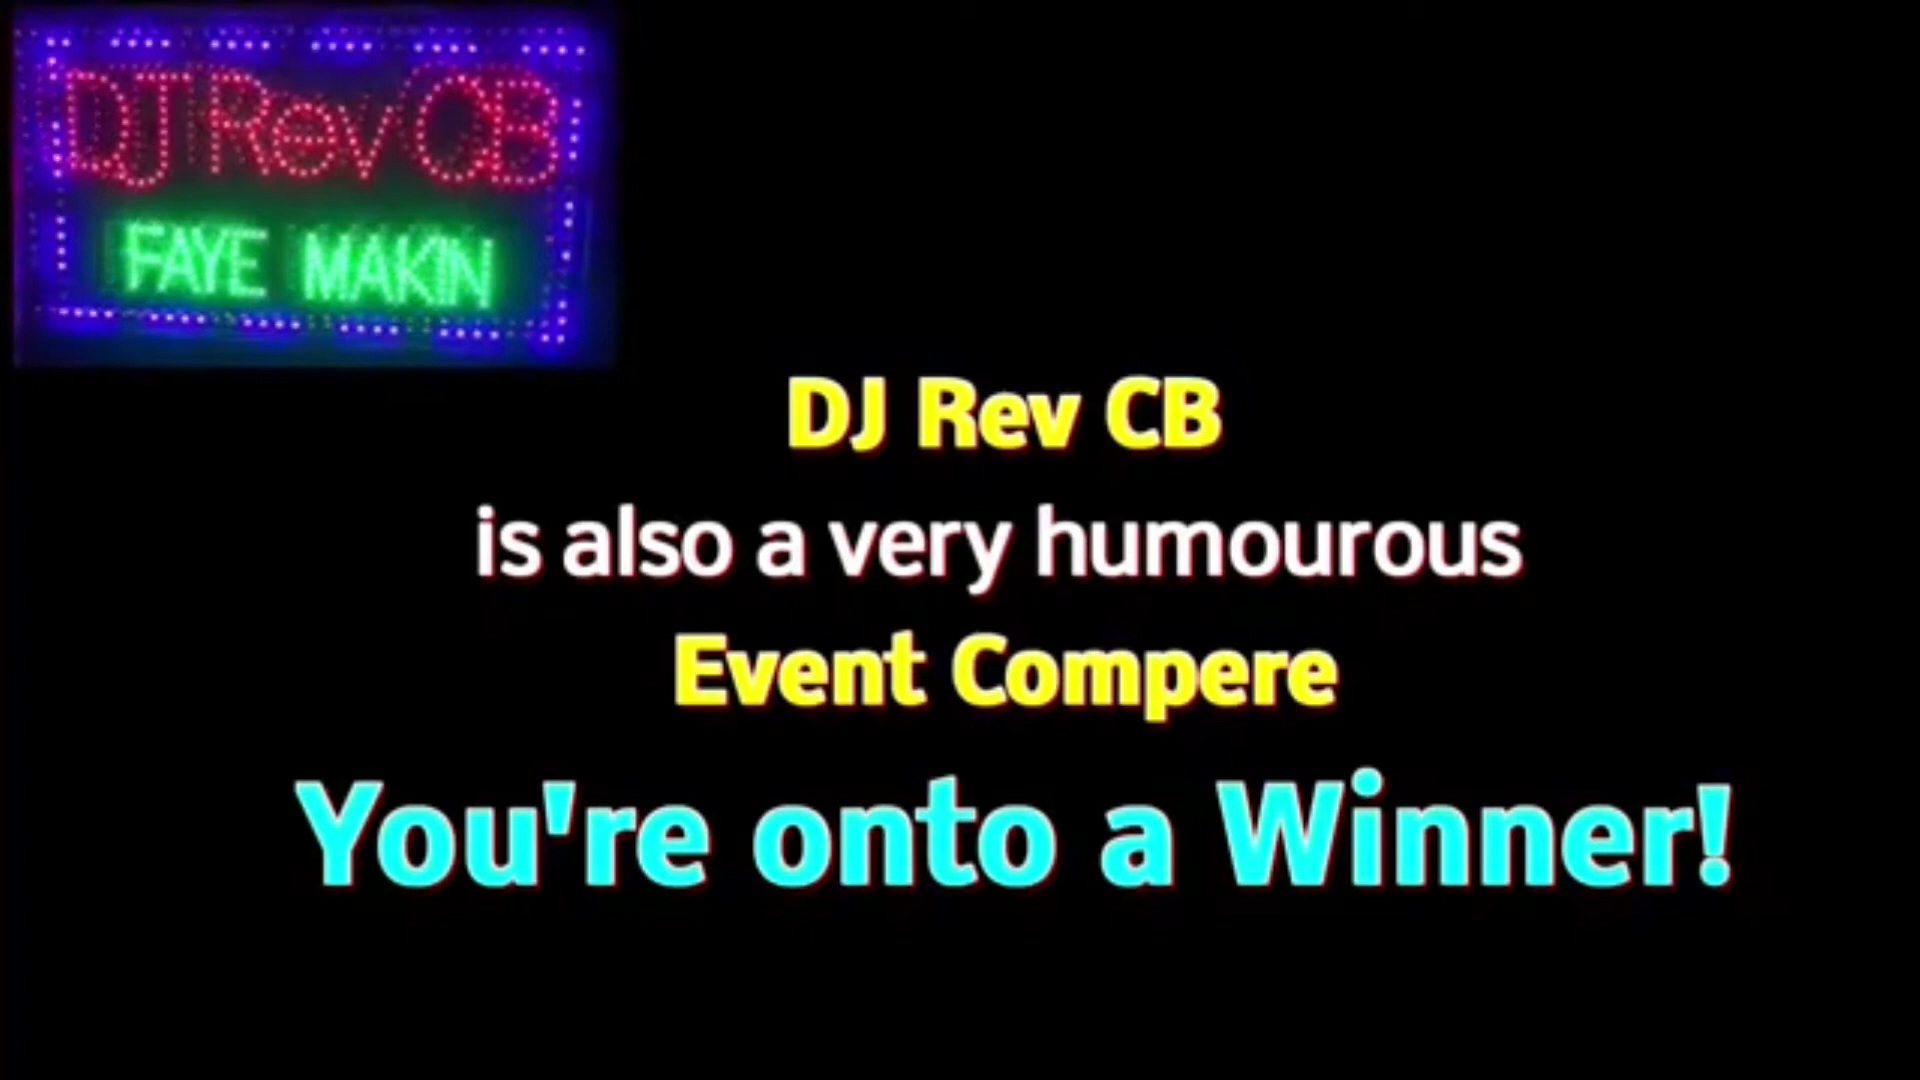 DJ Rev CB
FAYE MAKIN
DJ Rev CB
is also a very humourous
Event Compere
You're onto a Winner!